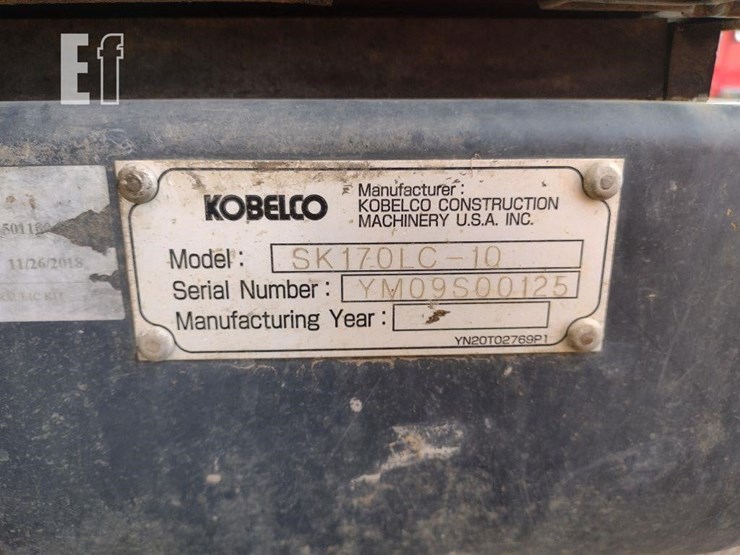 Ef
KOBELCO
Manufacturer:
KOBELCO CONSTRUCTION
MACHINERY U.S.A. INC.
Model: SK170LC-10
Serial Number: YM09S00125
Manufacturing Year:
YN20T02769P1
11/26/2018